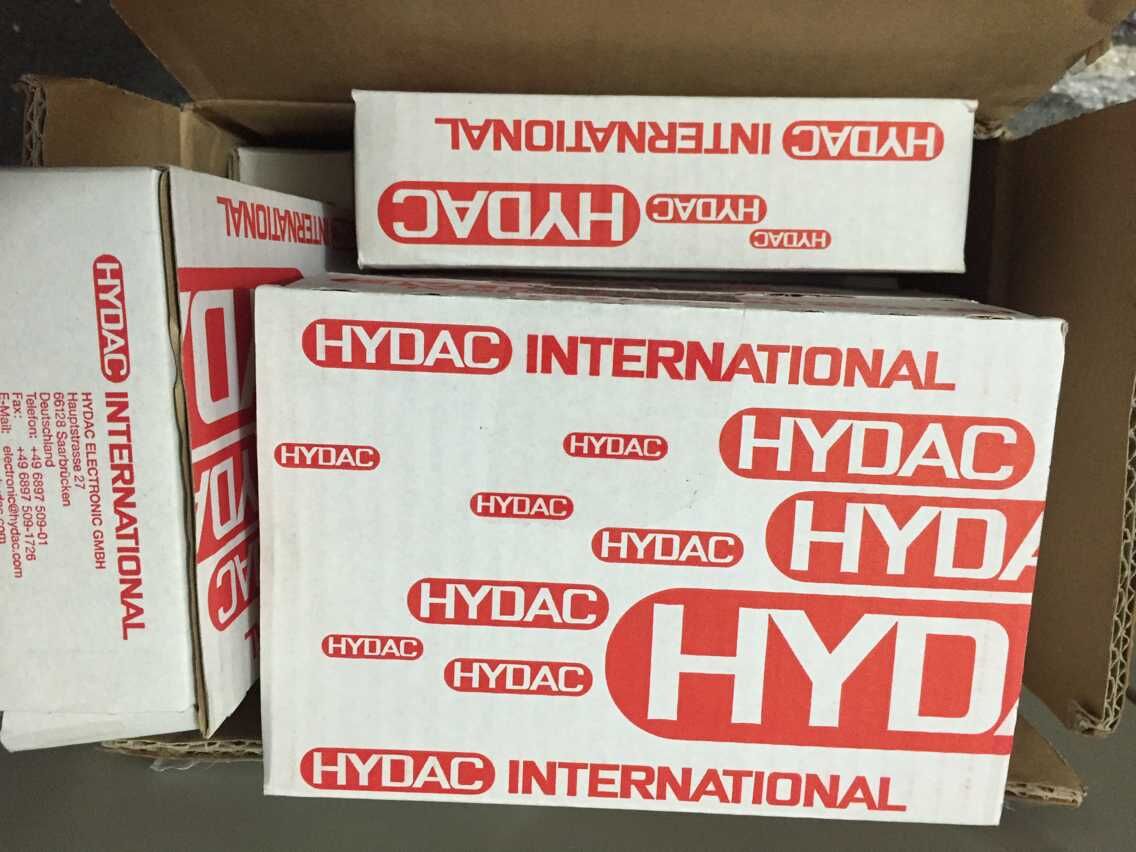 HYDAC INTERNATIONAL
HYDAC
HYDAC
HYDAC
INTERNATIONAL
HYDAC INTERNATIONAL
HYDAC ELECTRONIC GMBH
Hauptstrasse 27
66128 Saarbrücken
Deutschland
Telefon: +49 6897 509-01
Fax: +49 6897 509-1726
E-Mail: electronic@hydac.com
HYDAC INTERNATIONAL
HYDAC
HYDAC
HYDAC
HYDAC
HYDA
HYDAC
HYDAC
HYD
HYDAC
HYDAC
HYDAC INTERNATIONAL